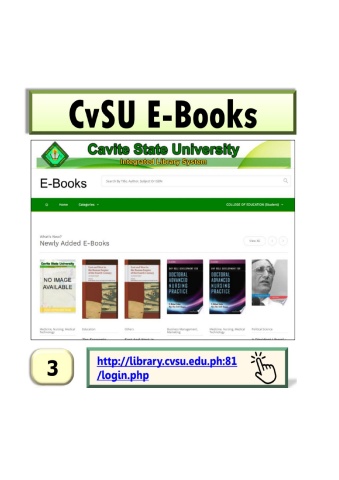 CvSU E-Books
Cavite State University
Integrated Library System
E-Books
Search by Title, Author, Subject or ISBN
Home Categories COLLEGE OF EDUCATION (Student)
What's New?
Newly Added E-Books
View All
Cavite State University
NO IMAGE
AVAILABLE
DOCTORAL
ADVANCED
NURSING
PRACTICE
DOCTORAL
ADVANCED
NURSING
PRACTICE
Medicine, Nursing, Medical
Technology
Education
Others
Business Management,
Marketing
Medicine, Nursing, Medical
Technology
Political Science
3
http://library.cvsu.edu.ph:81
/login.php